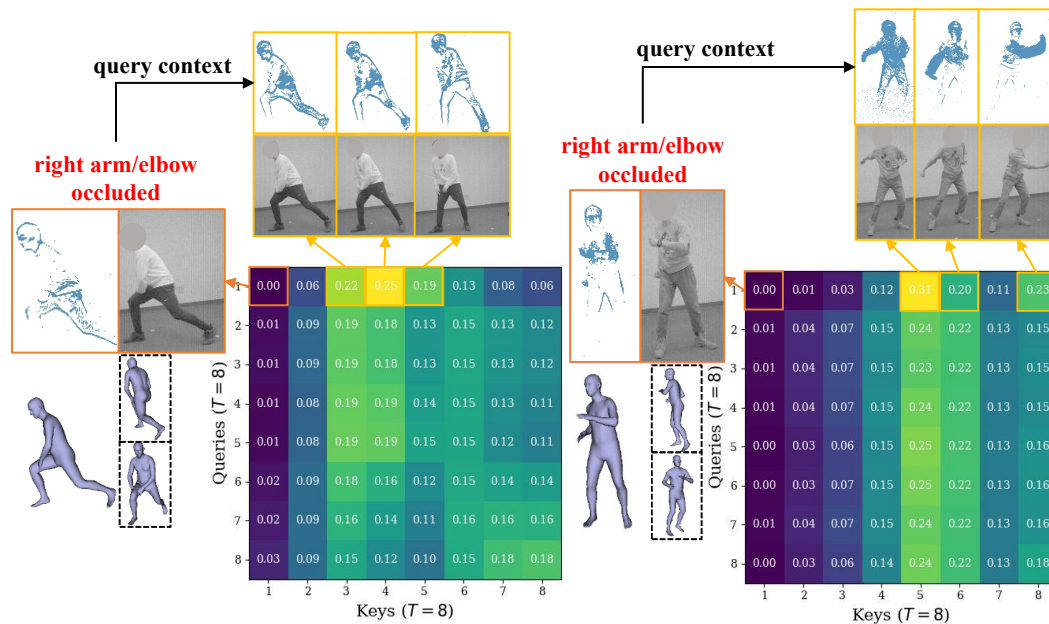 query context
right arm/elbow
occluded
1 0.00 0.06 0.22 0.25 0.19 0.13 0.08 0.06
2 0.01 0.09 0.19 0.18 0.13 0.15 0.13 0.12
3 0.01 0.09 0.19 0.18 0.13 0.15 0.13 0.12
4 0.01 0.08 0.19 0.19 0.14 0.15 0.13 0.11
5 0.01 0.08 0.19 0.19 0.15 0.15 0.12 0.11
6 0.02 0.09 0.18 0.16 0.12 0.15 0.14 0.14
7 0.02 0.09 0.16 0.14 0.11 0.16 0.16 0.16
8 0.03 0.09 0.15 0.12 0.10 0.15 0.18 0.18
1 2 3 4 5 6 7 8
Queries (T = 8)
Keys (T = 8)
query context
right arm/elbow
occluded
1 0.00 0.01 0.03 0.12 0.31 0.20 0.11 0.23
2 0.01 0.04 0.07 0.15 0.24 0.22 0.13 0.15
3 0.01 0.04 0.07 0.15 0.23 0.22 0.13 0.15
4 0.01 0.04 0.07 0.15 0.24 0.22 0.13 0.15
5 0.00 0.03 0.06 0.15 0.25 0.22 0.13 0.16
6 0.00 0.03 0.07 0.15 0.25 0.22 0.13 0.16
7 0.01 0.04 0.07 0.15 0.24 0.22 0.13 0.16
8 0.00 0.03 0.06 0.14 0.24 0.22 0.13 0.18
1 2 3 4 5 6 7 8
Queries (T = 8)
Keys (T = 8)